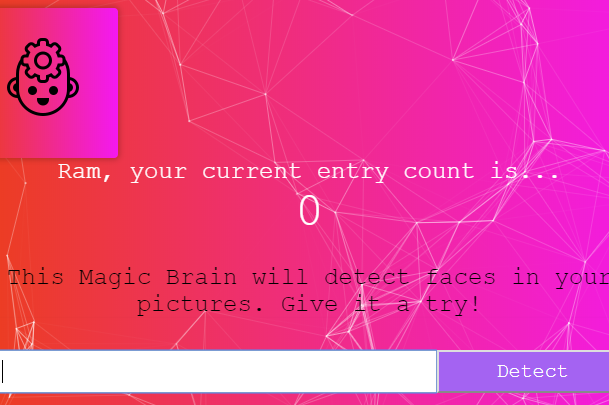 Ram, your current entry count is...
0
This Magic Brain will detect faces in your
pictures. Give it a try!
Detect